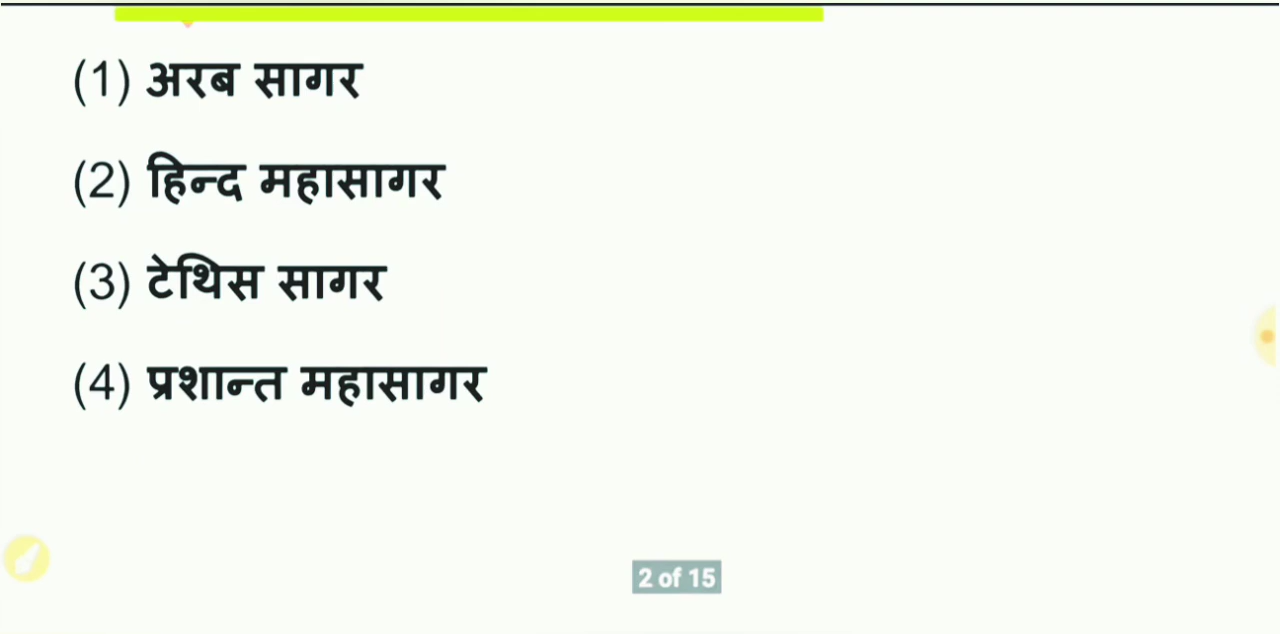 (1) अरब सागर
(2) हिन्द महासागर
(3) टेथिस सागर
(4) प्रशान्त महासागर
2 of 15